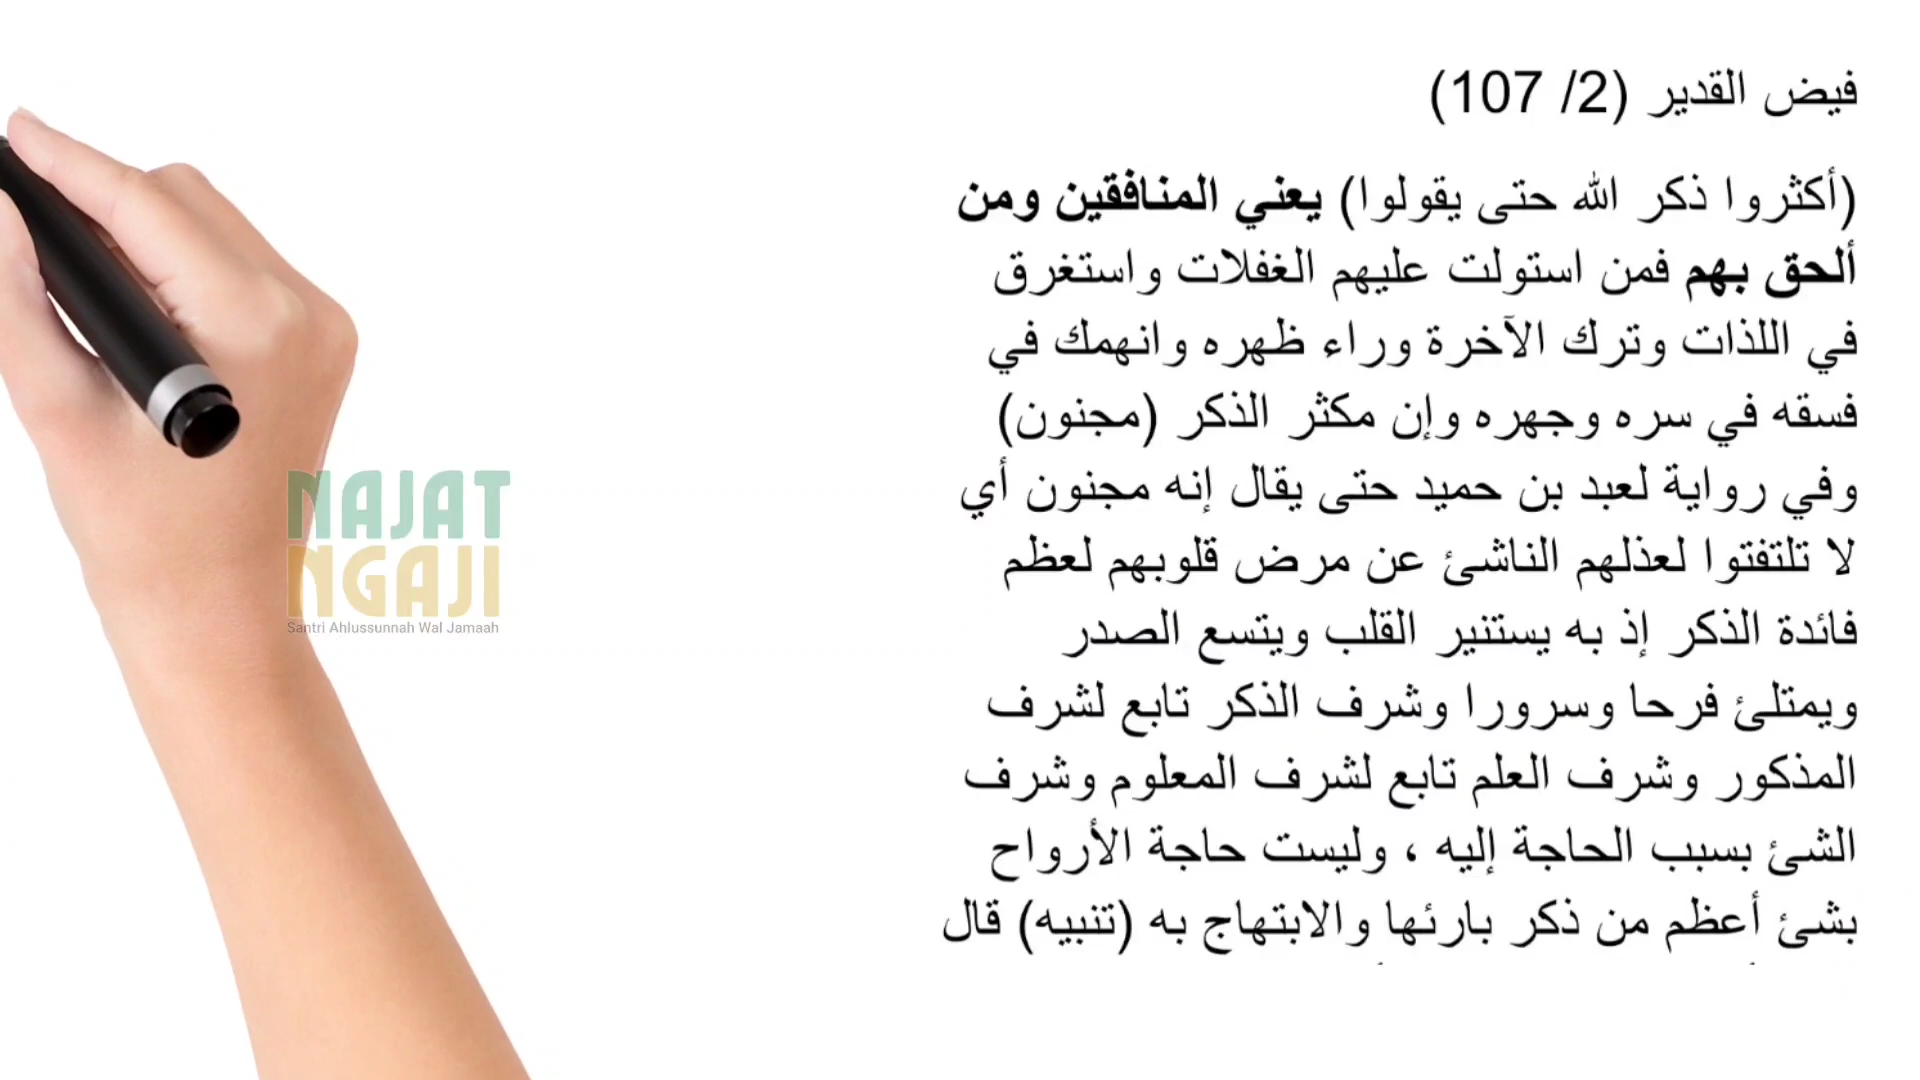 فيض القدير (2/ 107)
(أكثروا ذكر الله حتى يقولوا) يعني المنافقين ومن
ألحق بهم فمن استولت عليهم الغفلات واستغرق
في اللذات وترك الآخرة وراء ظهره وانهمك في
فسقه في سره وجهره وإن مكثر الذكر (مجنون)
وفي رواية لعبد بن حميد حتى يقال إنه مجنون أي
لا تلتفتوا لعذلهم الناشئ عن مرض قلوبهم لعظم
فائدة الذكر إذ به يستنير القلب ويتسع الصدر
ويمتلئ فرحا وسرورا وشرف الذكر تابع لشرف
المذكور وشرف العلم تابع لشرف المعلوم وشرف
الشئ بسبب الحاجة إليه ، وليست حاجة الأرواح
بشئ أعظم من ذكر بارئها والابتهاج به (تنبيه) قال
NAJAT
NGAJI
Santri Ahlussunnah Wal Jamaah